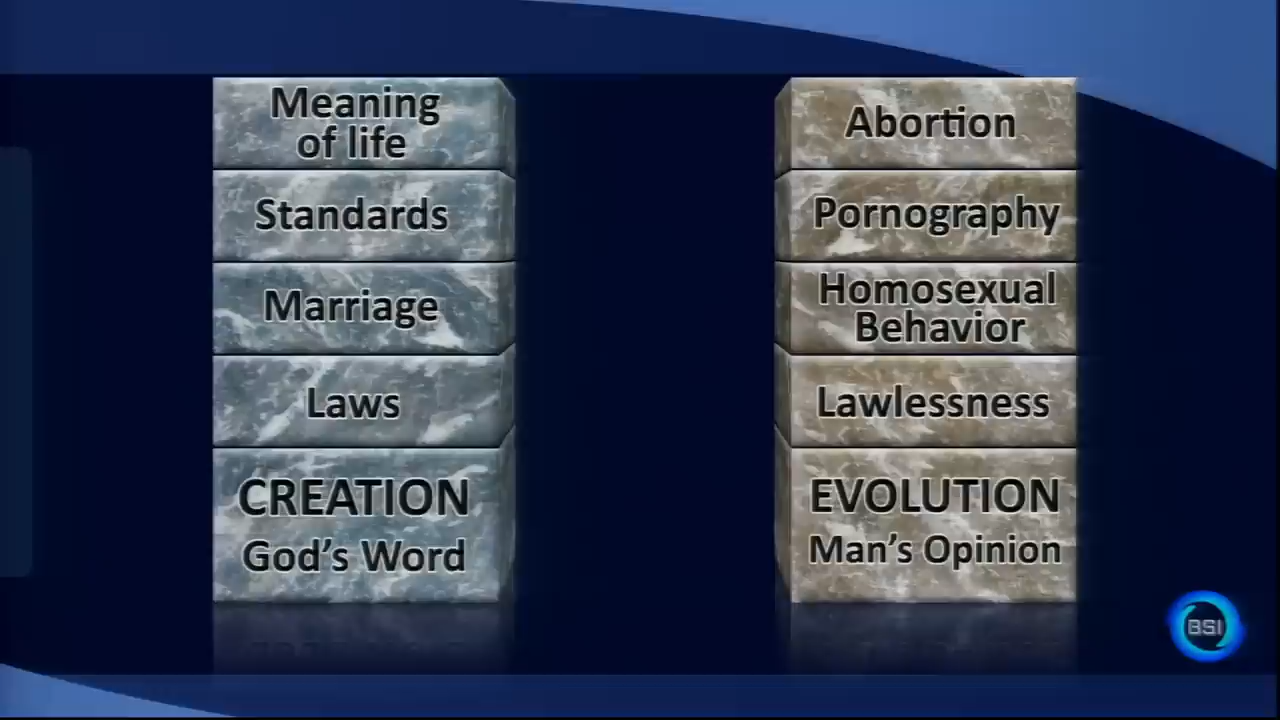 Meaning
of life
Standards
Marriage
Laws
CREATION
God's Word
Abortion
Pornography
Homosexual
Behavior
Lawlessness
EVOLUTION
Man's Opinion
BSI